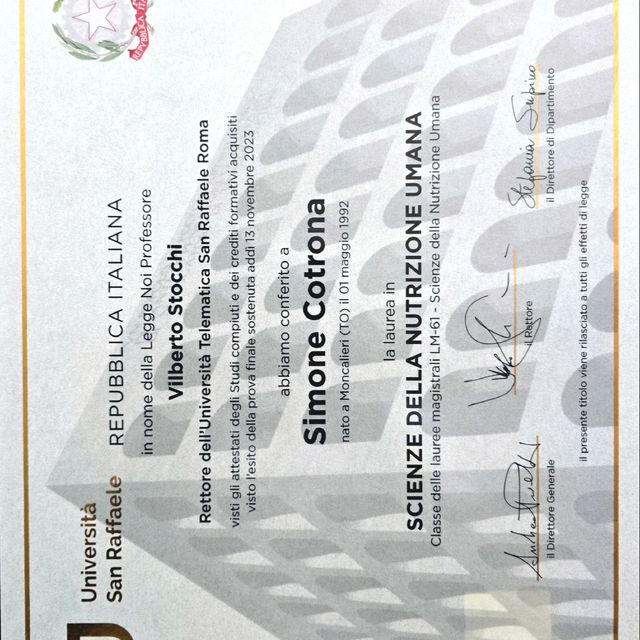 Università
San Raffaele
REPUBBLICA ITALIANA
in nome della Legge Noi Professore
Vilberto Stocchi
Rettore dell'Università Telematica San Raffaele Roma
visti gli attestati degli Studi compiuti e dei crediti formativi acquisiti
visto l'esito della prova finale sostenuta addì 13 novembre 2023
abbiamo conferito a
Simone Cotrona
nato a Moncalieri (TO) il 01 maggio 1992
la laurea in
SCIENZE DELLA NUTRIZIONE UMANA
Classe delle lauree magistrali LM-61 - Scienze della Nutrizione Umana
il Direttore Generale
il Rettore
Stefania Supino
il Direttore di Dipartimento
il presente titolo viene rilasciato a tutti gli effetti di legge